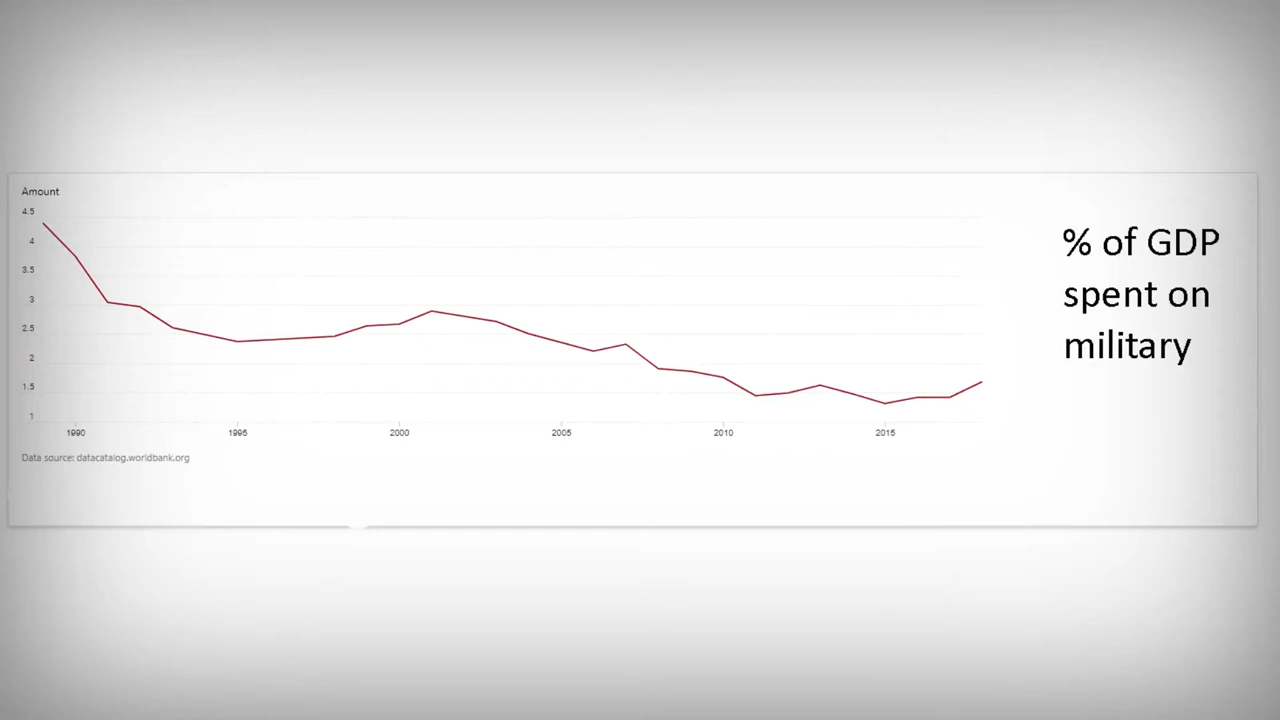 Amount
4.5
4
3.5
3
2.5
2
1.5
1
1990 1995 2000 2005 2010 2015
Data source: datacatalog.worldbank.org
% of GDP
spent on
military